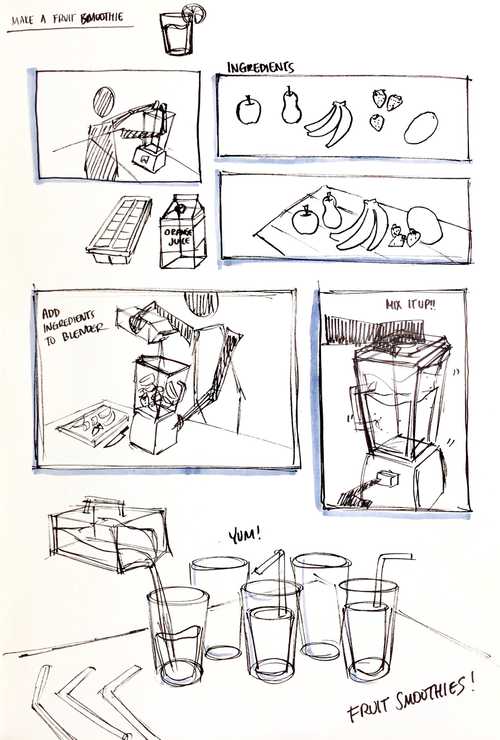 MAKE A FRUIT SMOOTHIE
INGREDIENTS
ORANGE
JUICE
ADD
INGREDIENTS
TO BLENDER
MIX IT UP!!
YUM!
FRUIT SMOOTHIES!